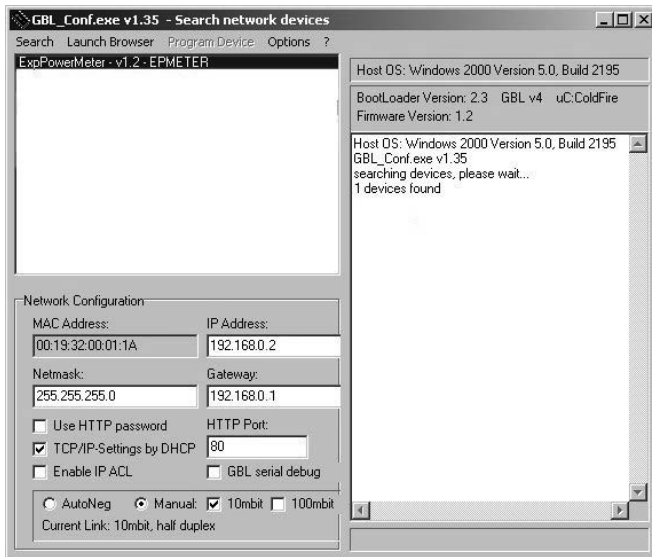 GBL_Conf.exe v1.35 - Search network devices
Search Launch Browser Program Device Options ?
ExpPowerMeter - v1.2 - EPMETER
Host OS: Windows 2000 Version 5.0, Build 2195
BootLoader Version: 2.3 GBL v4 uC:ColdFire
Firmware Version: 1.2
Host OS: Windows 2000 Version 5.0, Build 2195
GBL_Conf.exe v1.35
searching devices, please wait...
1 devices found
Network Configuration
MAC Address: IP Address:
00:19:32:00:01:1A 192.168.0.2
Netmask: Gateway:
255.255.255.0 192.168.0.1
Use HTTP password HTTP Port:
TCP/IP-Settings by DHCP 80
Enable IP ACL GBL serial debug
AutoNeg Manual: 10mbit 100mbit
Current Link: 10mbit, half duplex